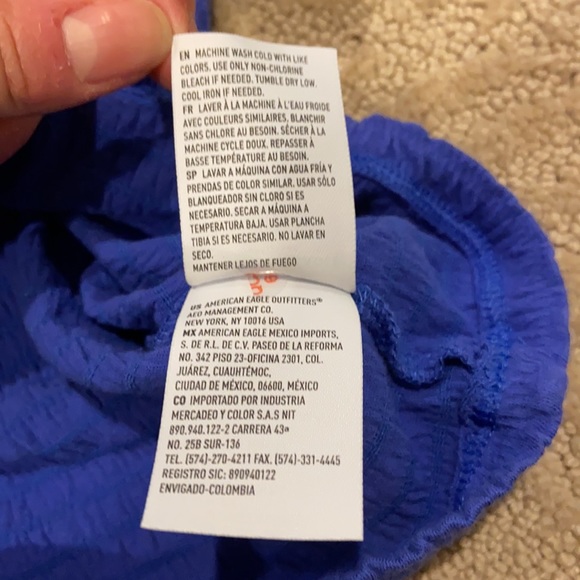 EN MACHINE WASH COLD WITH LIKE
COLORS. USE ONLY NON-CHLORINE
BLEACH IF NEEDED. TUMBLE DRY LOW.
COOL IRON IF NEEDED.
FR LAVER À LA MACHINE À L'EAU FROIDE
AVEC COULEURS SIMILAIRES, BLANCHIR
SANS CHLORE AU BESOIN. SÉCHER À LA
MACHINE CYCLE DOUX. REPASSER À
BASSE TEMPÉRATURE AU BESOIN.
SP LAVAR A MÁQUINA CON AGUA FRÍA Y
PRENDAS DE COLOR SIMILAR. USAR SÓLO
BLANQUEADOR SIN CLORO SI ES
NECESARIO. SECAR A MÁQUINA A
TEMPERATURA BAJA. USAR PLANCHA
TIBIA SI ES NECESARIO. NO LAVAR EN
SECO.
MANTENER LEJOS DE FUEGO
US AMERICAN EAGLE OUTFITTERS®
AEO MANAGEMENT CO.
NEW YORK, NY 10016 USA
MX AMERICAN EAGLE MEXICO IMPORTS,
S. DE R.L. DE C.V. PASEO DE LA REFORMA
NO. 342 PISO 23-OFICINA 2301, COL.
JUÁREZ, CUAUHTÉMOC,
CIUDAD DE MÉXICO, 06600, MÉXICO
CO IMPORTADO POR INDUSTRIA
MERCADEO Y COLOR S.A.S NIT
890.940.122-2 CARRERA 43ª
NO. 25B SUR-136
TEL. (574)-270-4211 FAX. (574)-331-4445
REGISTRO SIC: 890940122
ENVIGADO-COLOMBIA